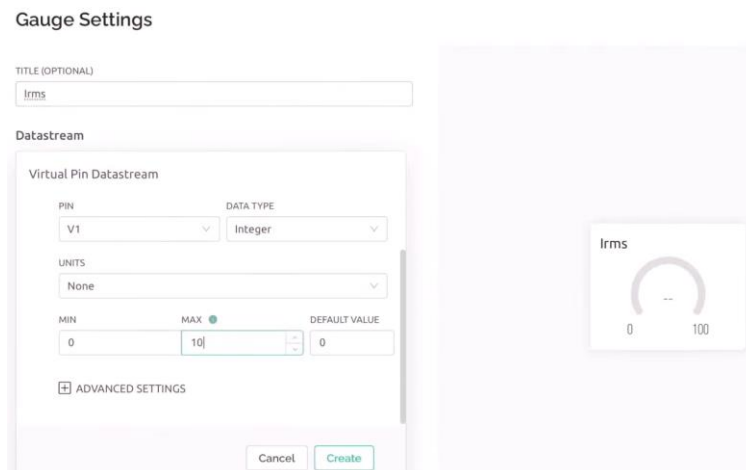 Gauge Settings
TITLE (OPTIONAL)
Irms
Datastream
Virtual Pin Datastream
PIN DATA TYPE
V1 Integer
UNITS
None
MIN MAX DEFAULT VALUE
0 10 0
ADVANCED SETTINGS
Cancel Create
Irms
--
0 100